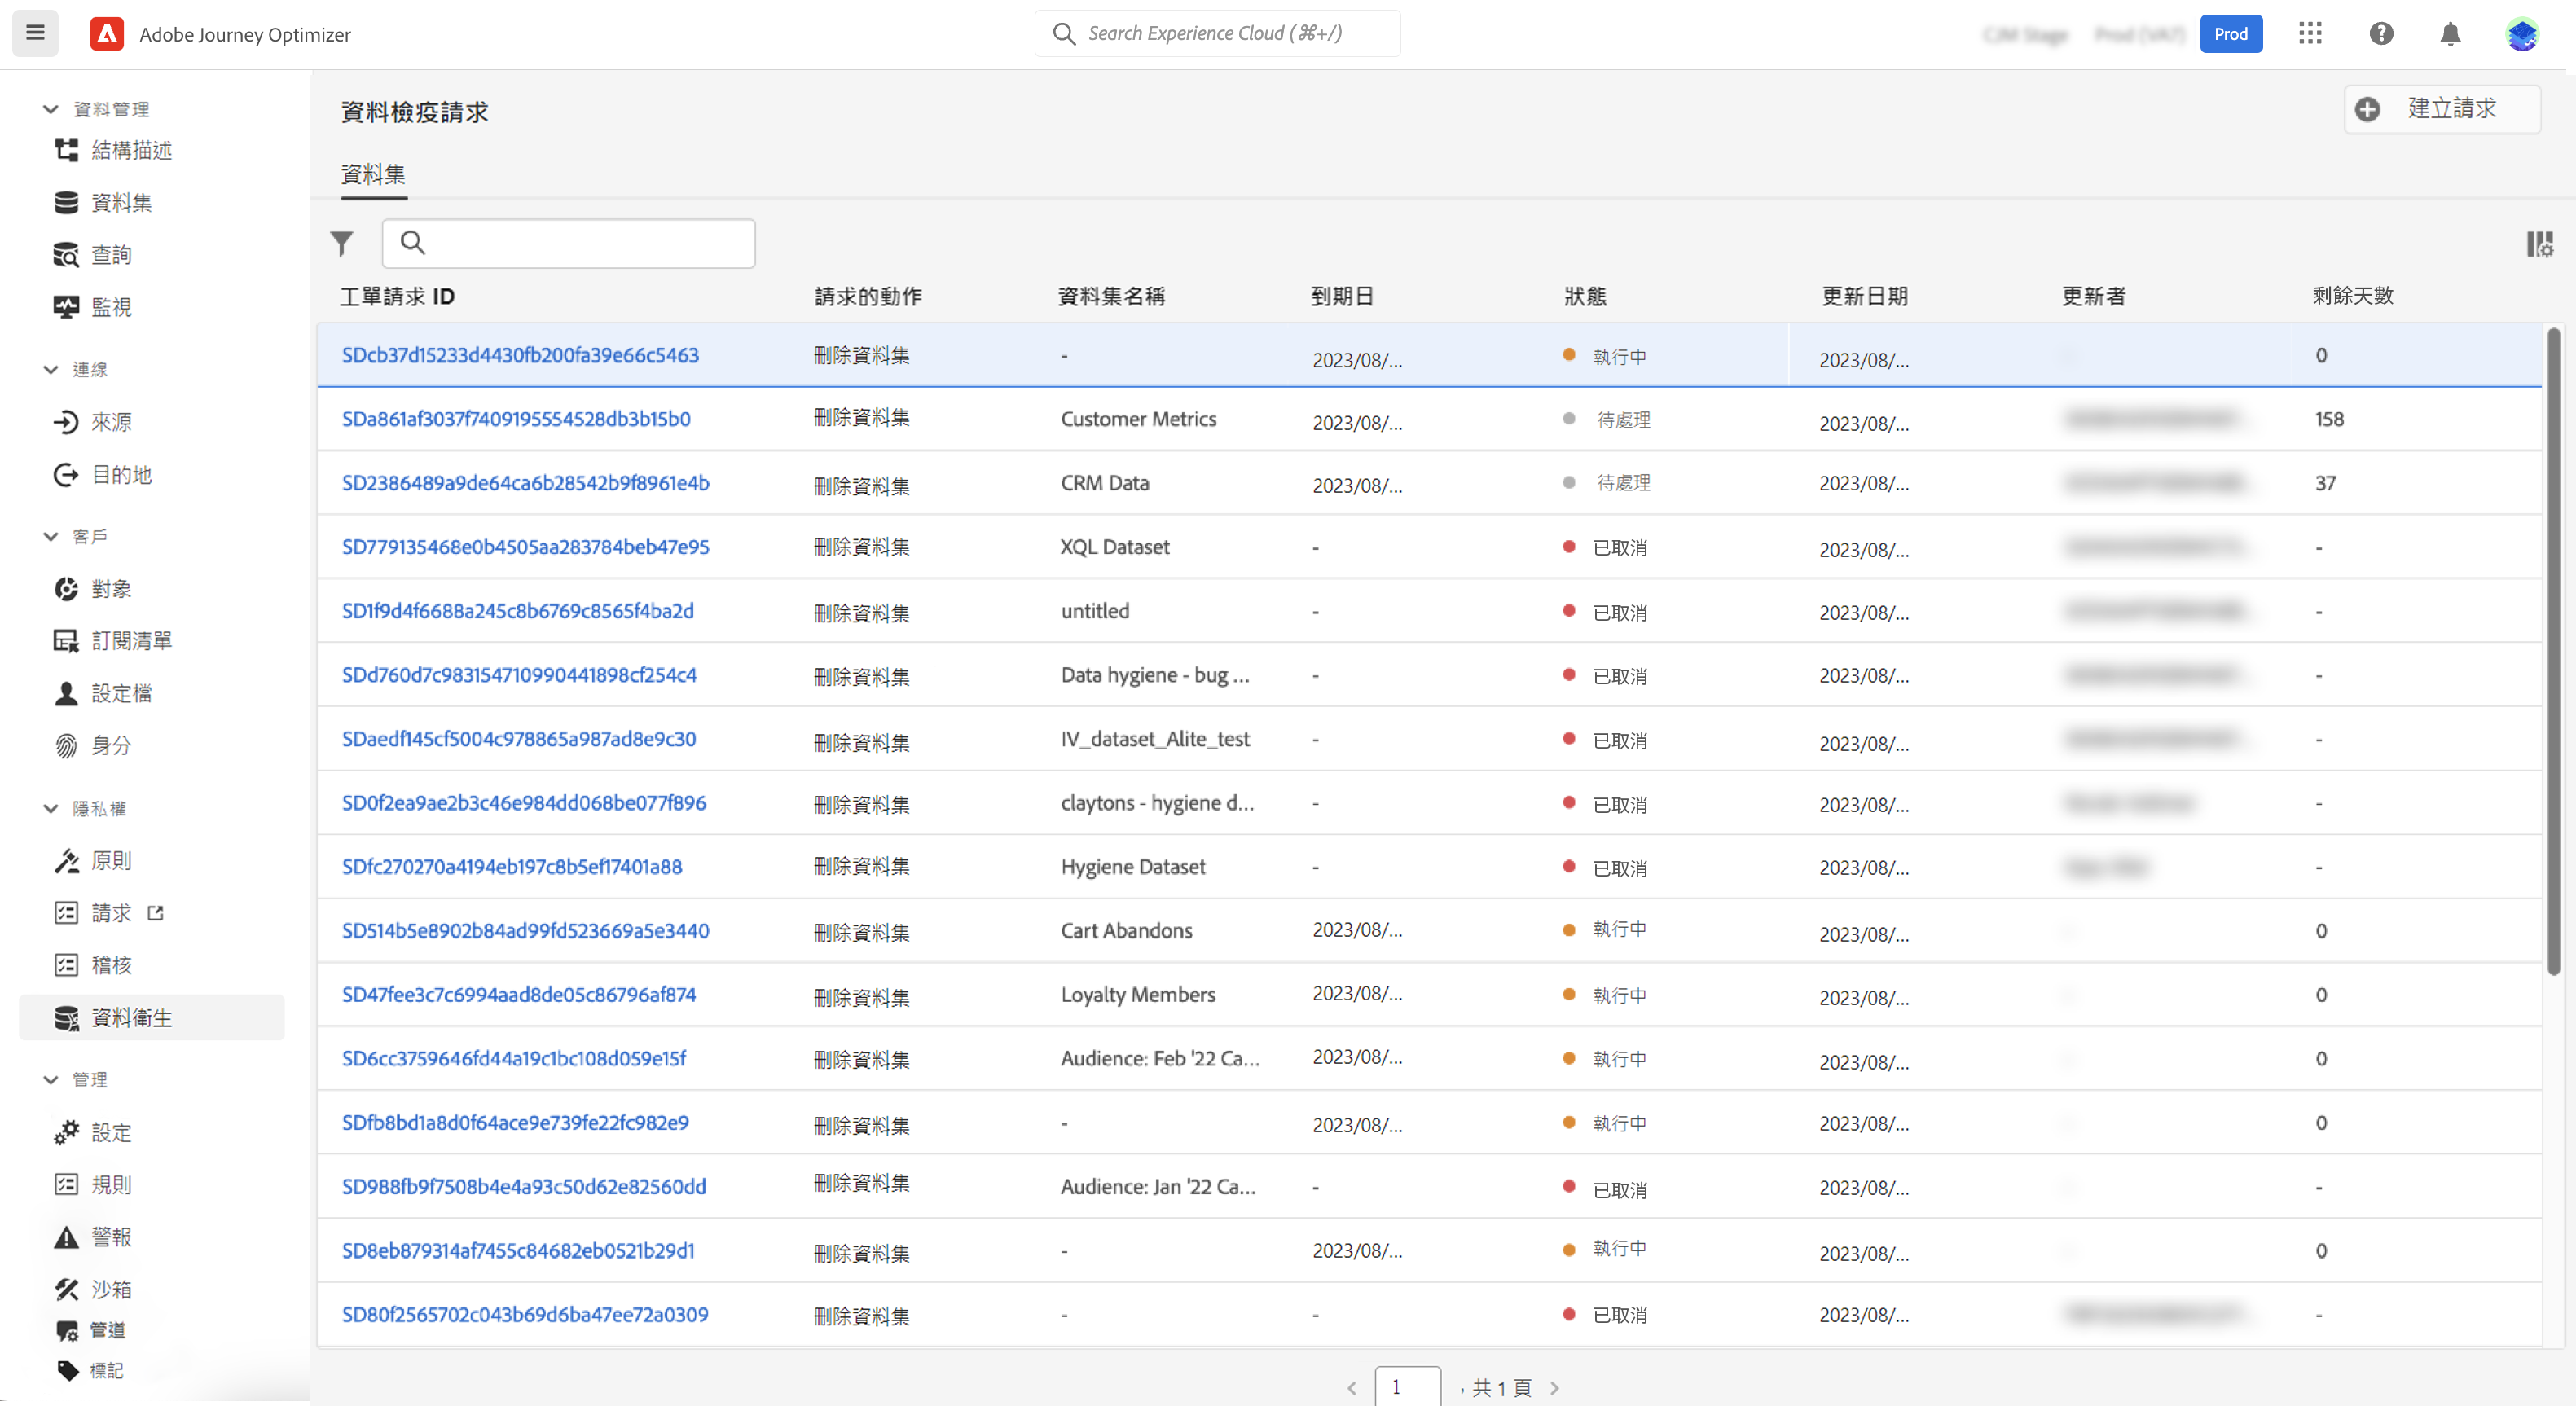 Adobe Journey Optimizer
Search Experience Cloud (⌘+/)
Prod
資料管理
結構描述
資料集
查詢
監視
連線
來源
目的地
客戶
對象
訂閱清單
設定檔
身分
隱私權
原則
請求
稽核
資料衛生
管理
設定
規則
警報
沙箱
管道
標記
資料檢疫請求
建立請求
資料集
工單請求 ID 請求的動作 資料集名稱 到期日 狀態 更新日期 更新者 剩餘天數
SDcb37d15233d4430fb200fa39e66c5463 刪除資料集 - 2023/08/... 執行中 2023/08/... 0
SDa861af3037f7409195554528db3b15b0 刪除資料集 Customer Metrics 2023/08/... 待處理 2023/08/... 158
SD2386489a9de64ca6b28542b9f8961e4b 刪除資料集 CRM Data 2023/08/... 待處理 2023/08/... 37
SD779135468e0b4505aa283784beb47e95 刪除資料集 XQL Dataset - 已取消 2023/08/... -
SD1f9d4f6688a245c8b6769c8565f4ba2d 刪除資料集 untitled - 已取消 2023/08/... -
SDd760d7c983154710990441898cf254c4 刪除資料集 Data hygiene - bug ... - 已取消 2023/08/... -
SDaedf145cf5004c978865a987ad8e9c30 刪除資料集 IV_dataset_Alite_test - 已取消 2023/08/... -
SD0f2ea9ae2b3c46e984dd068be077f896 刪除資料集 claytons - hygiene d... - 已取消 2023/08/... -
SDfc270270a4194eb197c8b5ef17401a88 刪除資料集 Hygiene Dataset - 已取消 2023/08/... -
SD514b5e8902b84ad99fd523669a5e3440 刪除資料集 Cart Abandons 2023/08/... 執行中 2023/08/... 0
SD47fee3c7c6994aad8de05c86796af874 刪除資料集 Loyalty Members 2023/08/... 執行中 2023/08/... 0
SD6cc3759646fd44a19c1bc108d059e15f 刪除資料集 Audience: Feb '22 Ca... 2023/08/... 執行中 2023/08/... 0
SDfb8bd1a8d0f64ace9e739fe22fc982e9 刪除資料集 - 2023/08/... 執行中 2023/08/... 0
SD988fb9f7508b4e4a93c50d62e82560dd 刪除資料集 Audience: Jan '22 Ca... - 已取消 2023/08/... -
SD8eb879314af7455c84682eb0521b29d1 刪除資料集 - 2023/08/... 執行中 2023/08/... 0
SD80f2565702c043b69d6ba47ee72a0309 刪除資料集 - - 已取消 2023/08/... -
1 ，共 1 頁